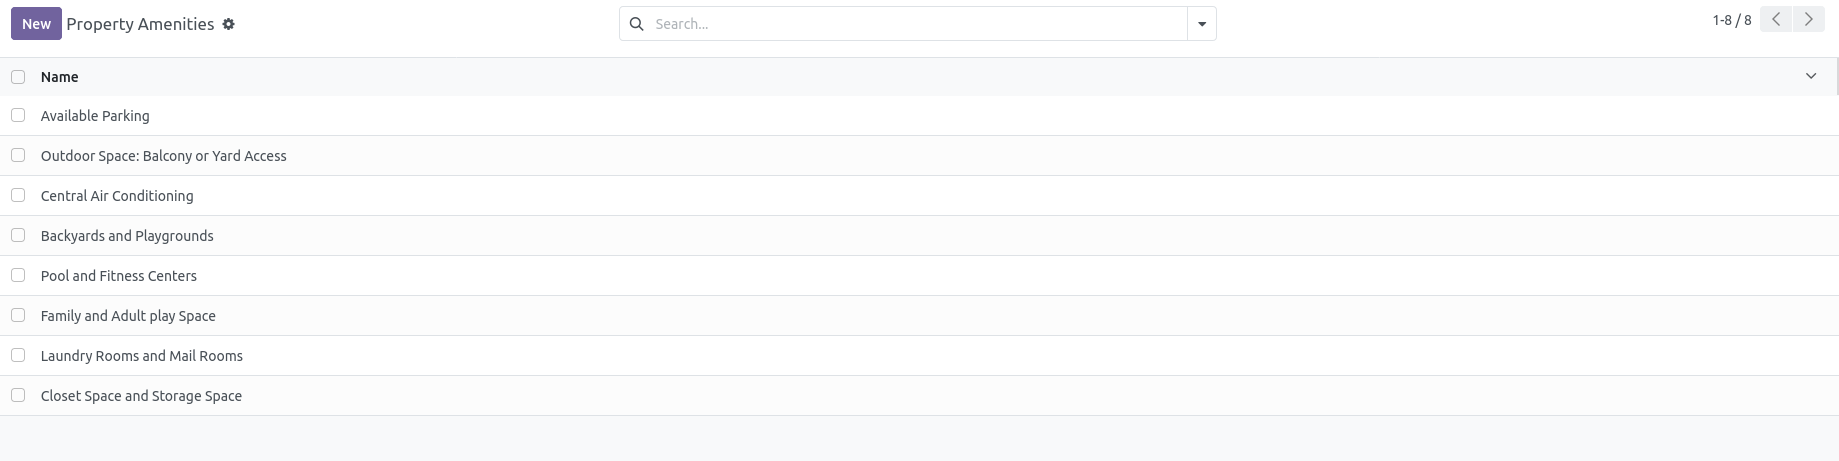 New Property Amenities Search... 1-8 / 8
Name
Available Parking
Outdoor Space: Balcony or Yard Access
Central Air Conditioning
Backyards and Playgrounds
Pool and Fitness Centers
Family and Adult play Space
Laundry Rooms and Mail Rooms
Closet Space and Storage Space